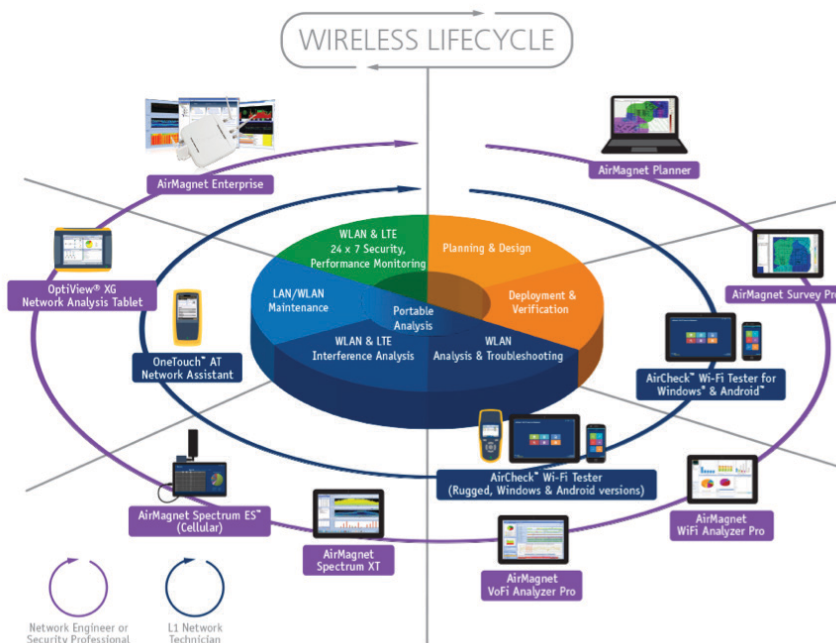 WIRELESS LIFECYCLE
AirMagnet Enterprise
AirMagnet Planner
WLAN & LTE
24 x 7 Security,
Performance Monitoring
Planning & Design
OptiView® XG
Network Analysis Tablet
AirMagnet Survey Pro
LAN/WLAN
Maintenance
Deployment &
Verification
Portable
Analysis
WLAN & LTE
Interference Analysis
WLAN
Analysis & Troubleshooting
OneTouch™ AT
Network Assistant
AirCheck™ Wi-Fi Tester for
Windows® & Android™
AirCheck™ Wi-Fi Tester
(Rugged, Windows & Android versions)
AirMagnet Spectrum ES™
(Cellular)
AirMagnet
Spectrum XT
AirMagnet
VoFi Analyzer Pro
AirMagnet
WiFi Analyzer Pro
Network Engineer or
Security Professional
L1 Network
Technician